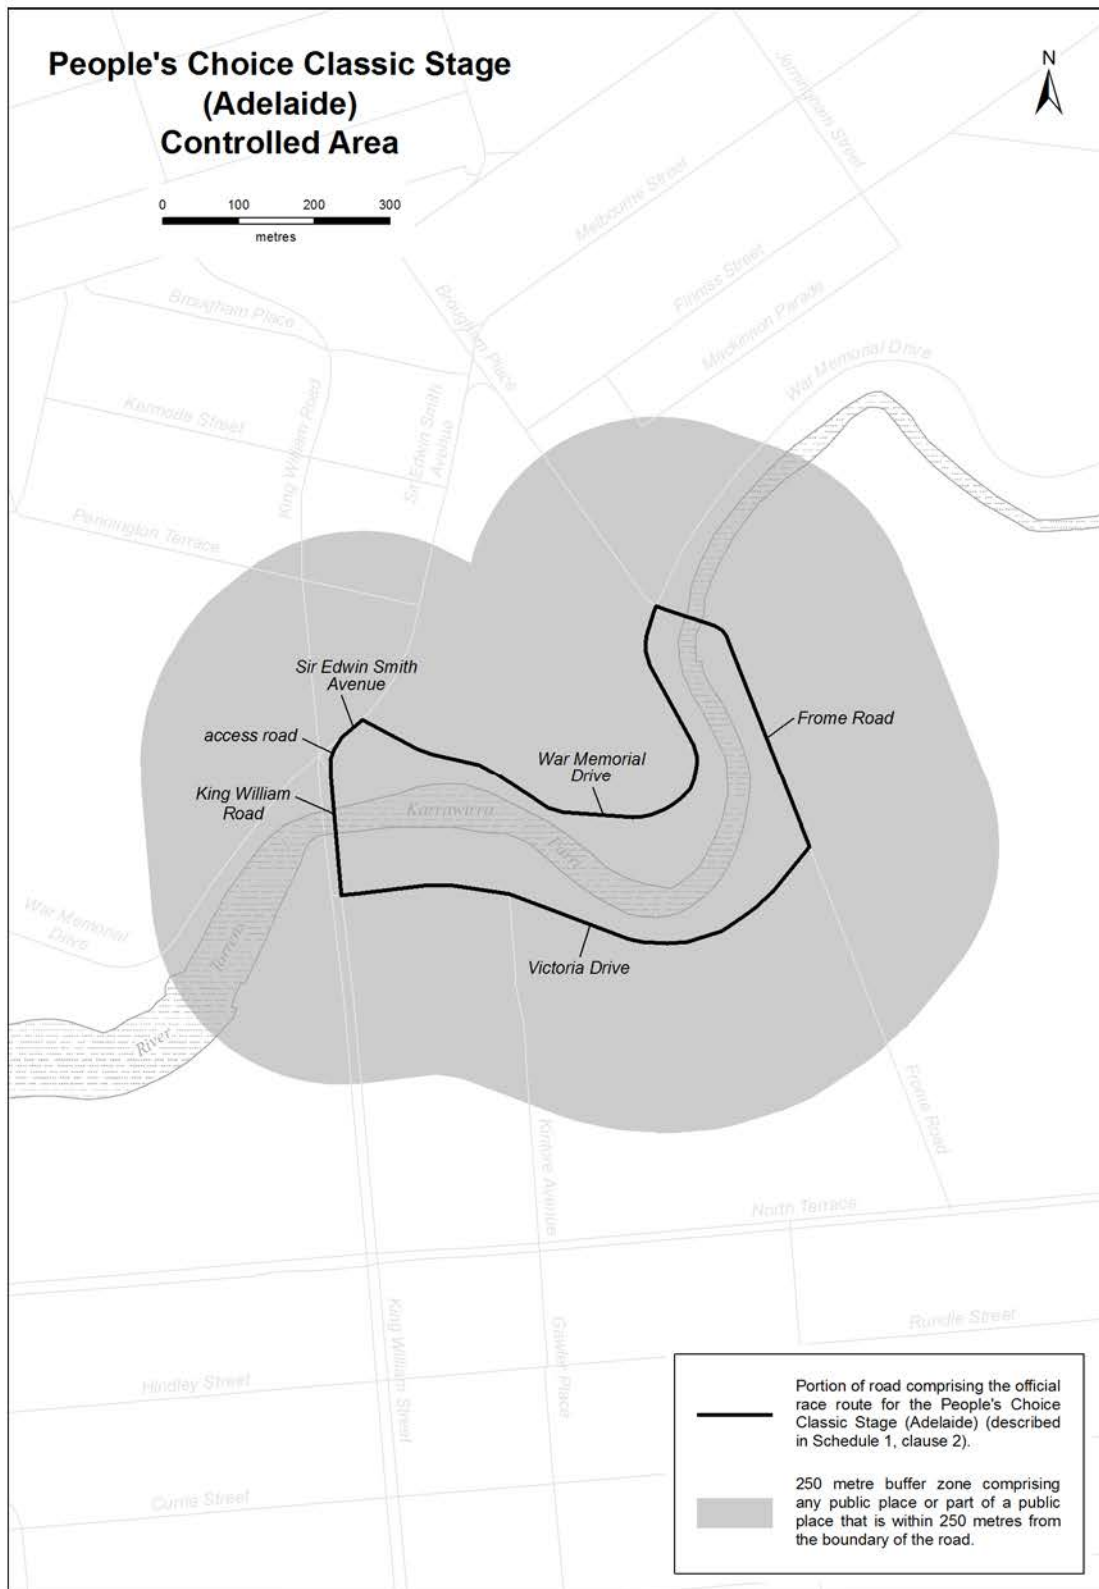 People's Choice Classic Stage
(Adelaide)
Controlled Area
N
0 100 200 300
metres
Jerningham Street
Melbourne Street
Finniss Street
Mackinnon Parade
Brougham Place
Brougham Place
War Memorial Drive
Kermode Street
King William Road
Sir Edwin Smith
Avenue
Pennington Terrace
Sir Edwin Smith
Avenue
access road
King William
Road
War Memorial
Drive
Frome Road
Karrawirra
Parri
War Memorial
Drive
Torrens
River
Victoria Drive
Frome Road
Kintore Avenue
North Terrace
King William Street
Gawler Place
Rundle Street
Hindley Street
Currie Street
Portion of road comprising the official
race route for the People's Choice
Classic Stage (Adelaide) (described
in Schedule 1, clause 2).
250 metre buffer zone comprising
any public place or part of a public
place that is within 250 metres from
the boundary of the road.